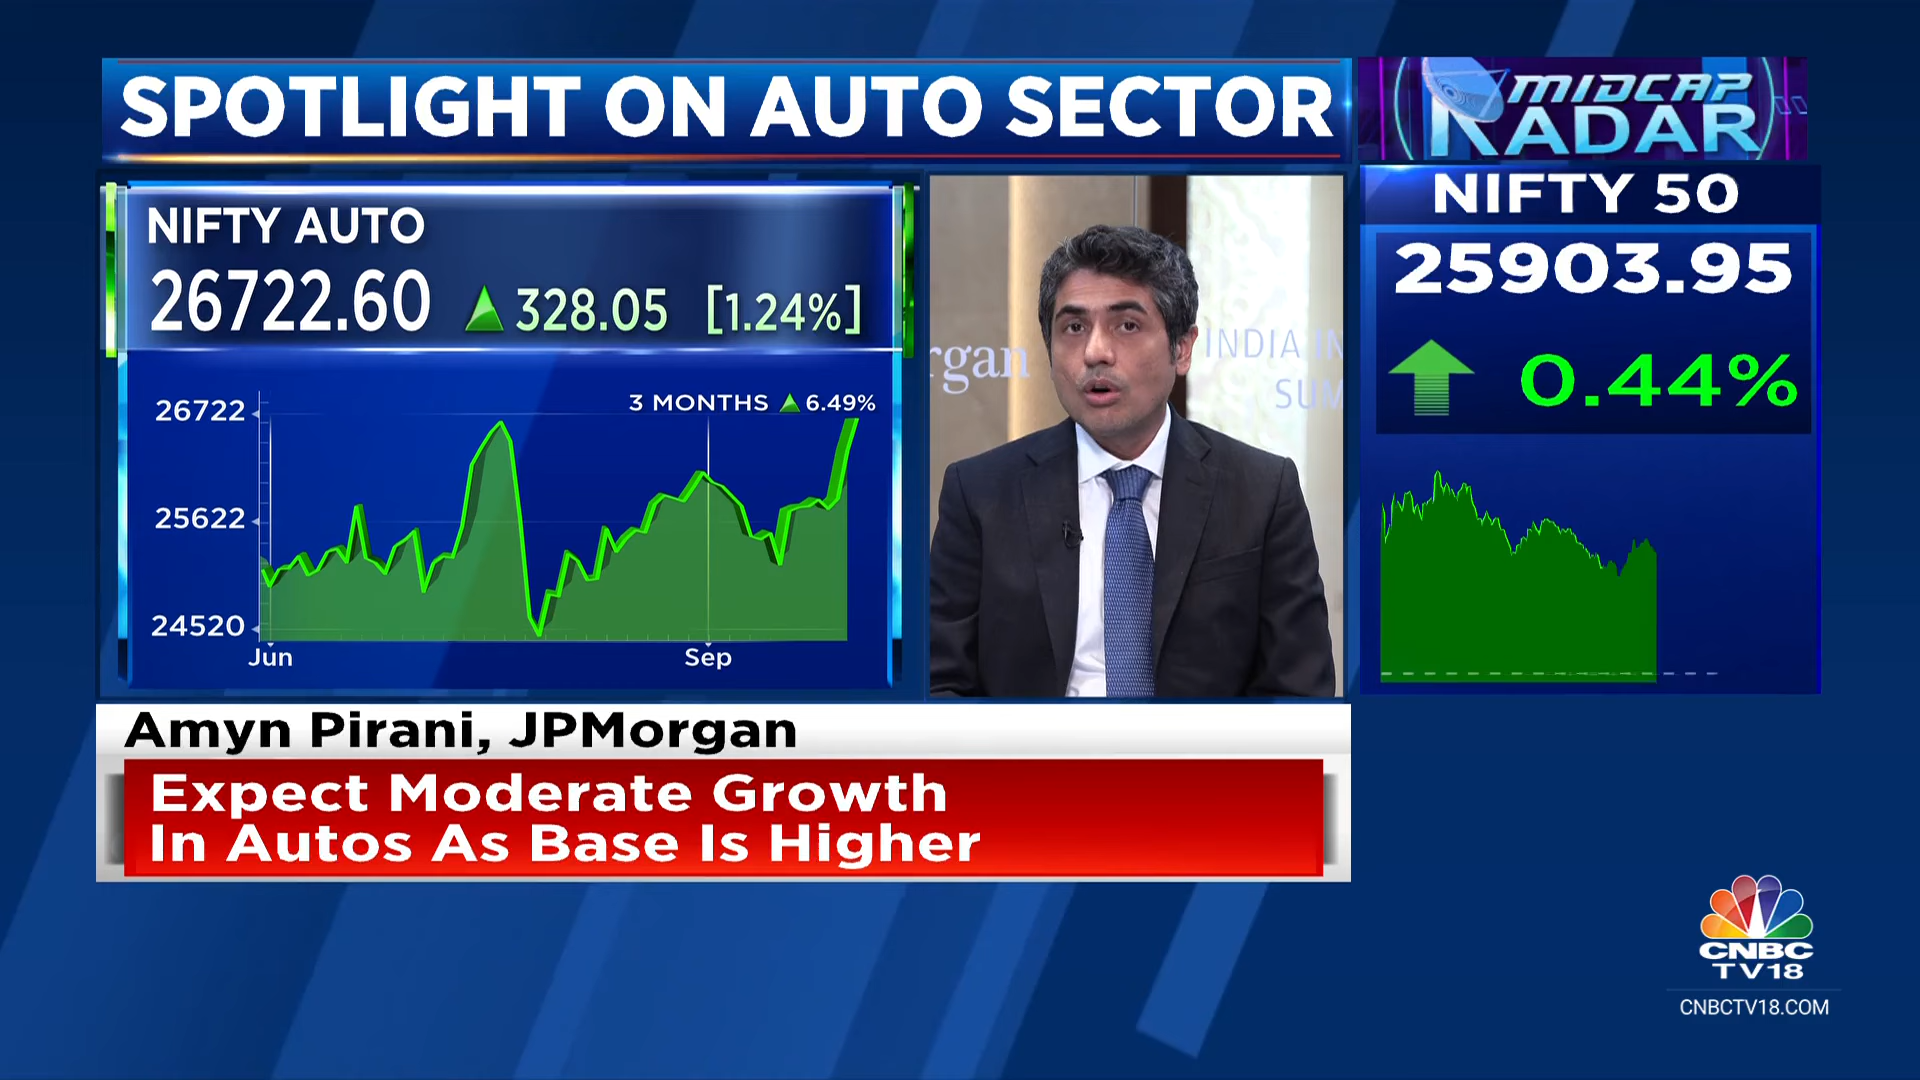 SPOTLIGHT ON AUTO SECTOR
MIDCAP
RADAR
NIFTY AUTO
26722.60 ▲ 328.05 [1.24%]
3 MONTHS ▲ 6.49%
26722
25622
24520
Jun Sep
rgan
INDIA IN
SUM
NIFTY 50
25903.95
0.44%
Amyn Pirani, JPMorgan
Expect Moderate Growth
In Autos As Base Is Higher
CNBC
TV18
CNBCTV18.COM